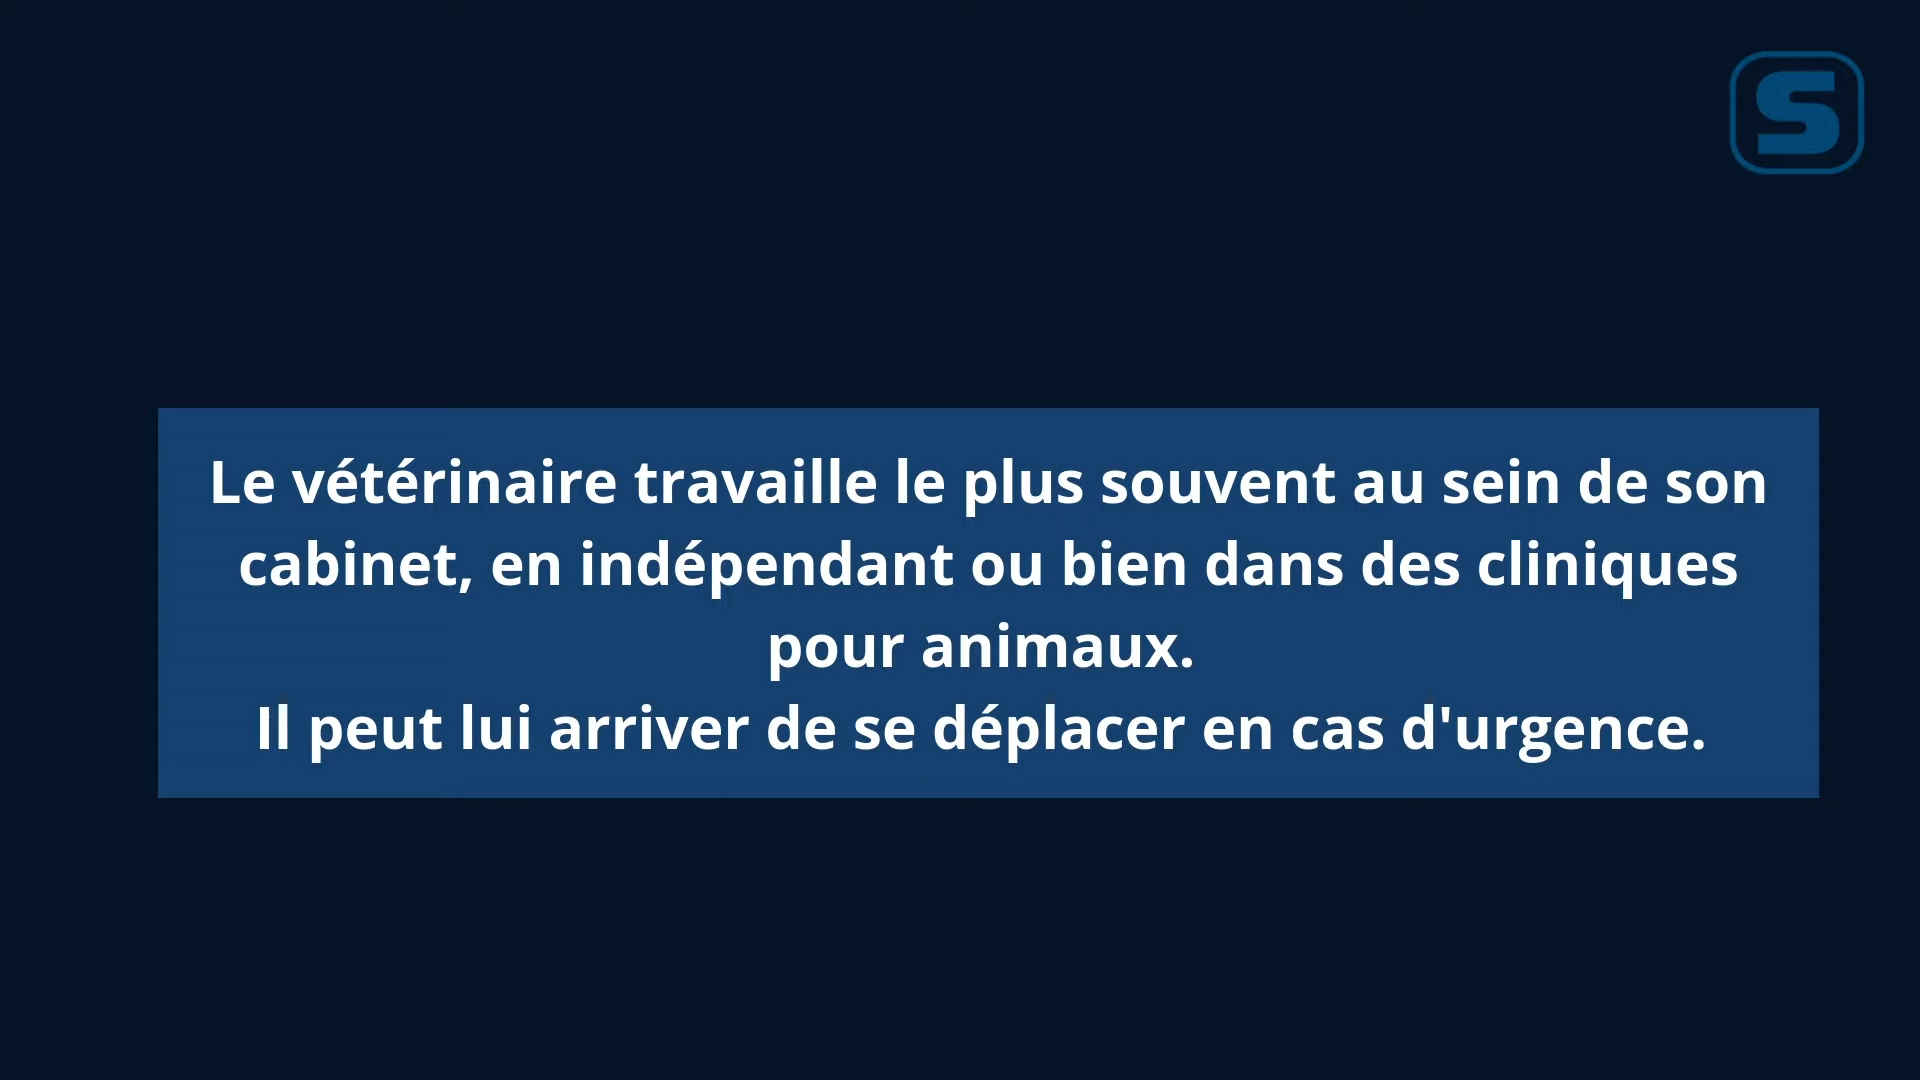 S
Le vétérinaire travaille le plus souvent au sein de son
cabinet, en indépendant ou bien dans des cliniques
pour animaux.
Il peut lui arriver de se déplacer en cas d'urgence.